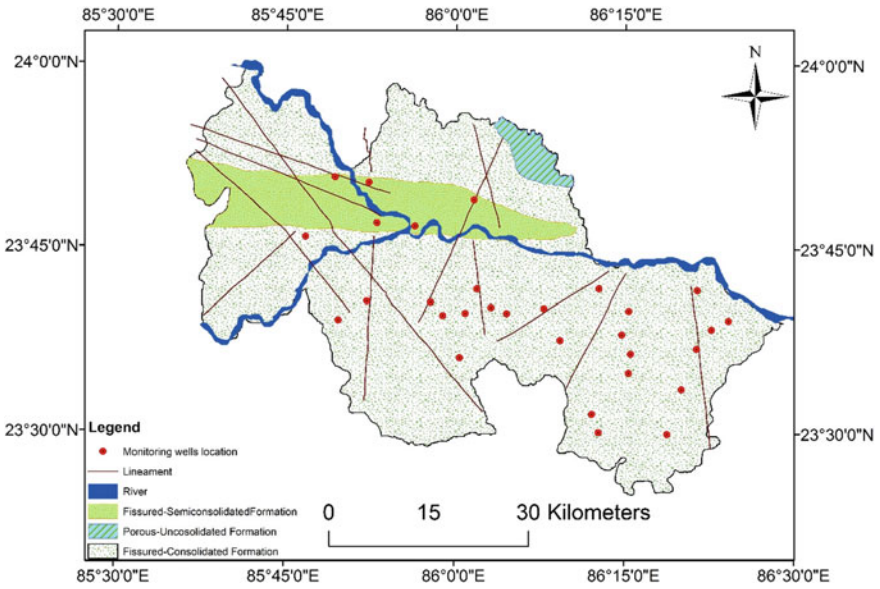 85°30'0"E 85°45'0"E 86°0'0"E 86°15'0"E
24°0'0"N 24°0'0"N
N
23°45'0"N 23°45'0"N
23°30'0"N 23°30'0"N
Legend
Monitoring wells location
Lineament
River
Fissured-SemiconsolidatedFormation
Porous-Uncosolidated Formation
Fissured-Consolidated Formation
0 15 30 Kilometers
85°30'0"E 85°45'0"E 86°0'0"E 86°15'0"E 86°30'0"E